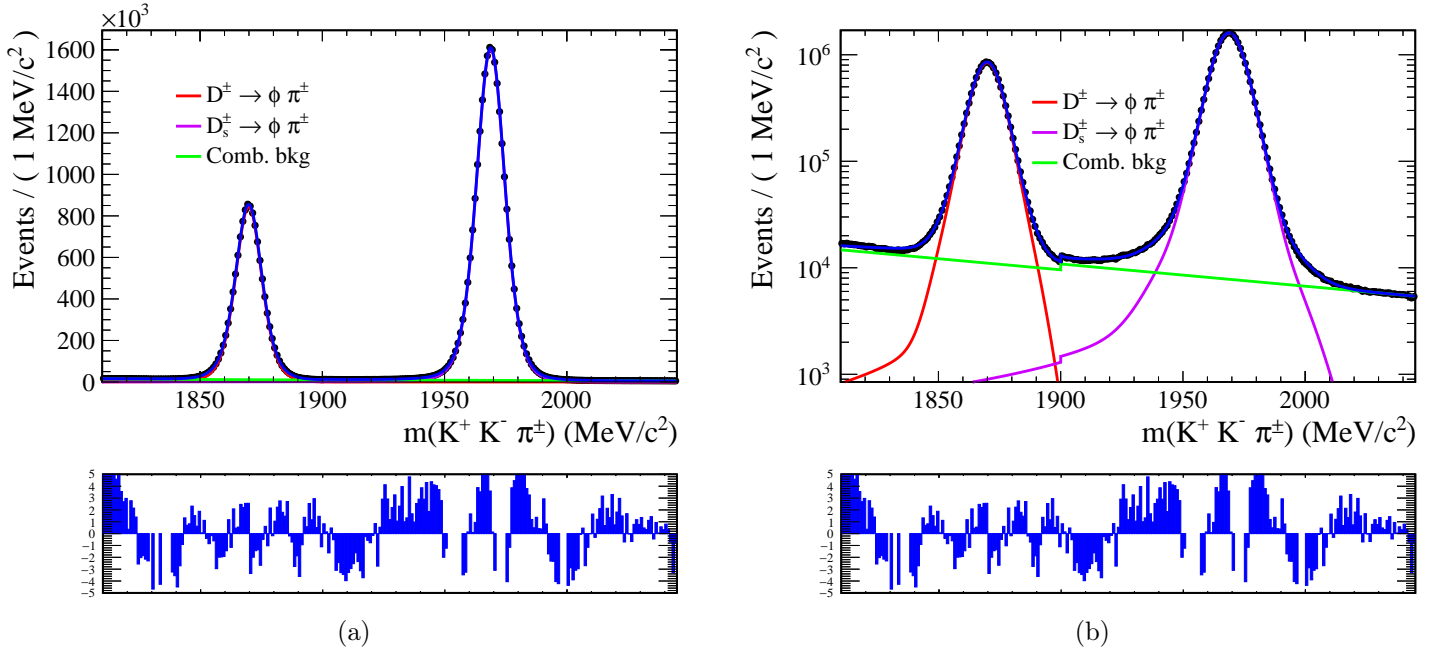 ×10³
Events / ( 1 MeV/c²)
1600
1400
1200
1000
800
600
400
200
0
D± → ϕ π±
Dₛ± → ϕ π±
Comb. bkg
1850 1900 1950 2000
m(K⁺ K⁻ π±) (MeV/c²)
5
4
3
2
1
0
−1
−2
−3
−4
−5
(a)
Events / ( 1 MeV/c²)
10⁶
10⁵
10⁴
10³
D± → ϕ π±
Dₛ± → ϕ π±
Comb. bkg
1850 1900 1950 2000
m(K⁺ K⁻ π±) (MeV/c²)
5
4
3
2
1
0
−1
−2
−3
−4
−5
(b)